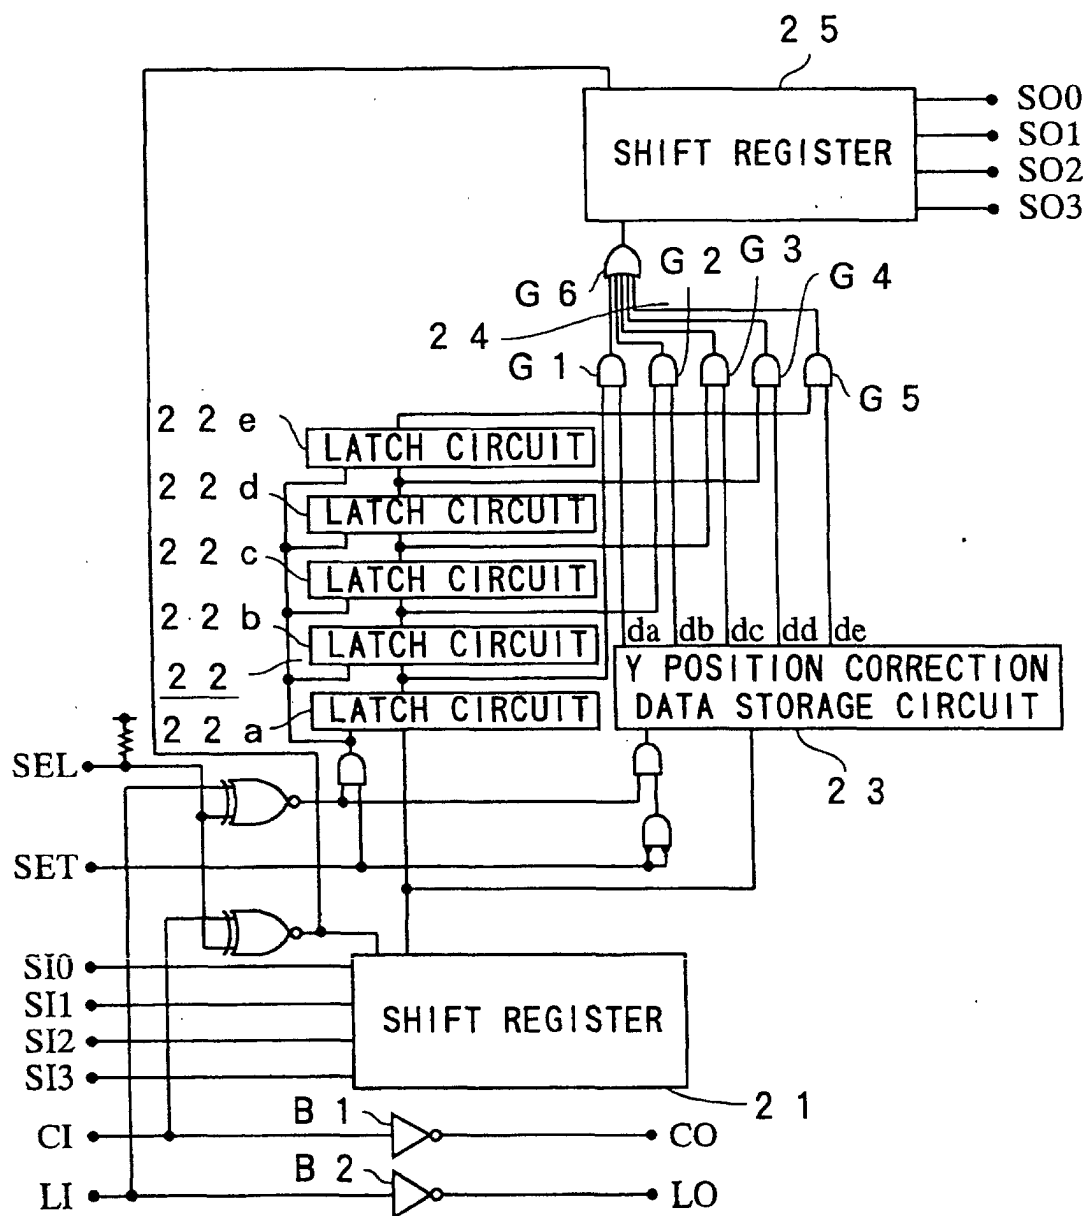 2 5
SHIFT REGISTER
SO0
SO1
SO2
SO3
G 6
G 2
G 3
G 4
2 4
G 1
G 5
2 2 e
LATCH CIRCUIT
2 2 d
LATCH CIRCUIT
2 2 c
LATCH CIRCUIT
2 2 b
LATCH CIRCUIT
2 2
2 2 a
LATCH CIRCUIT
da db dc dd de
Y POSITION CORRECTION
DATA STORAGE CIRCUIT
2 3
SEL
SET
SI0
SI1
SI2
SI3
SHIFT REGISTER
2 1
CI
B 1
CO
LI
B 2
LO